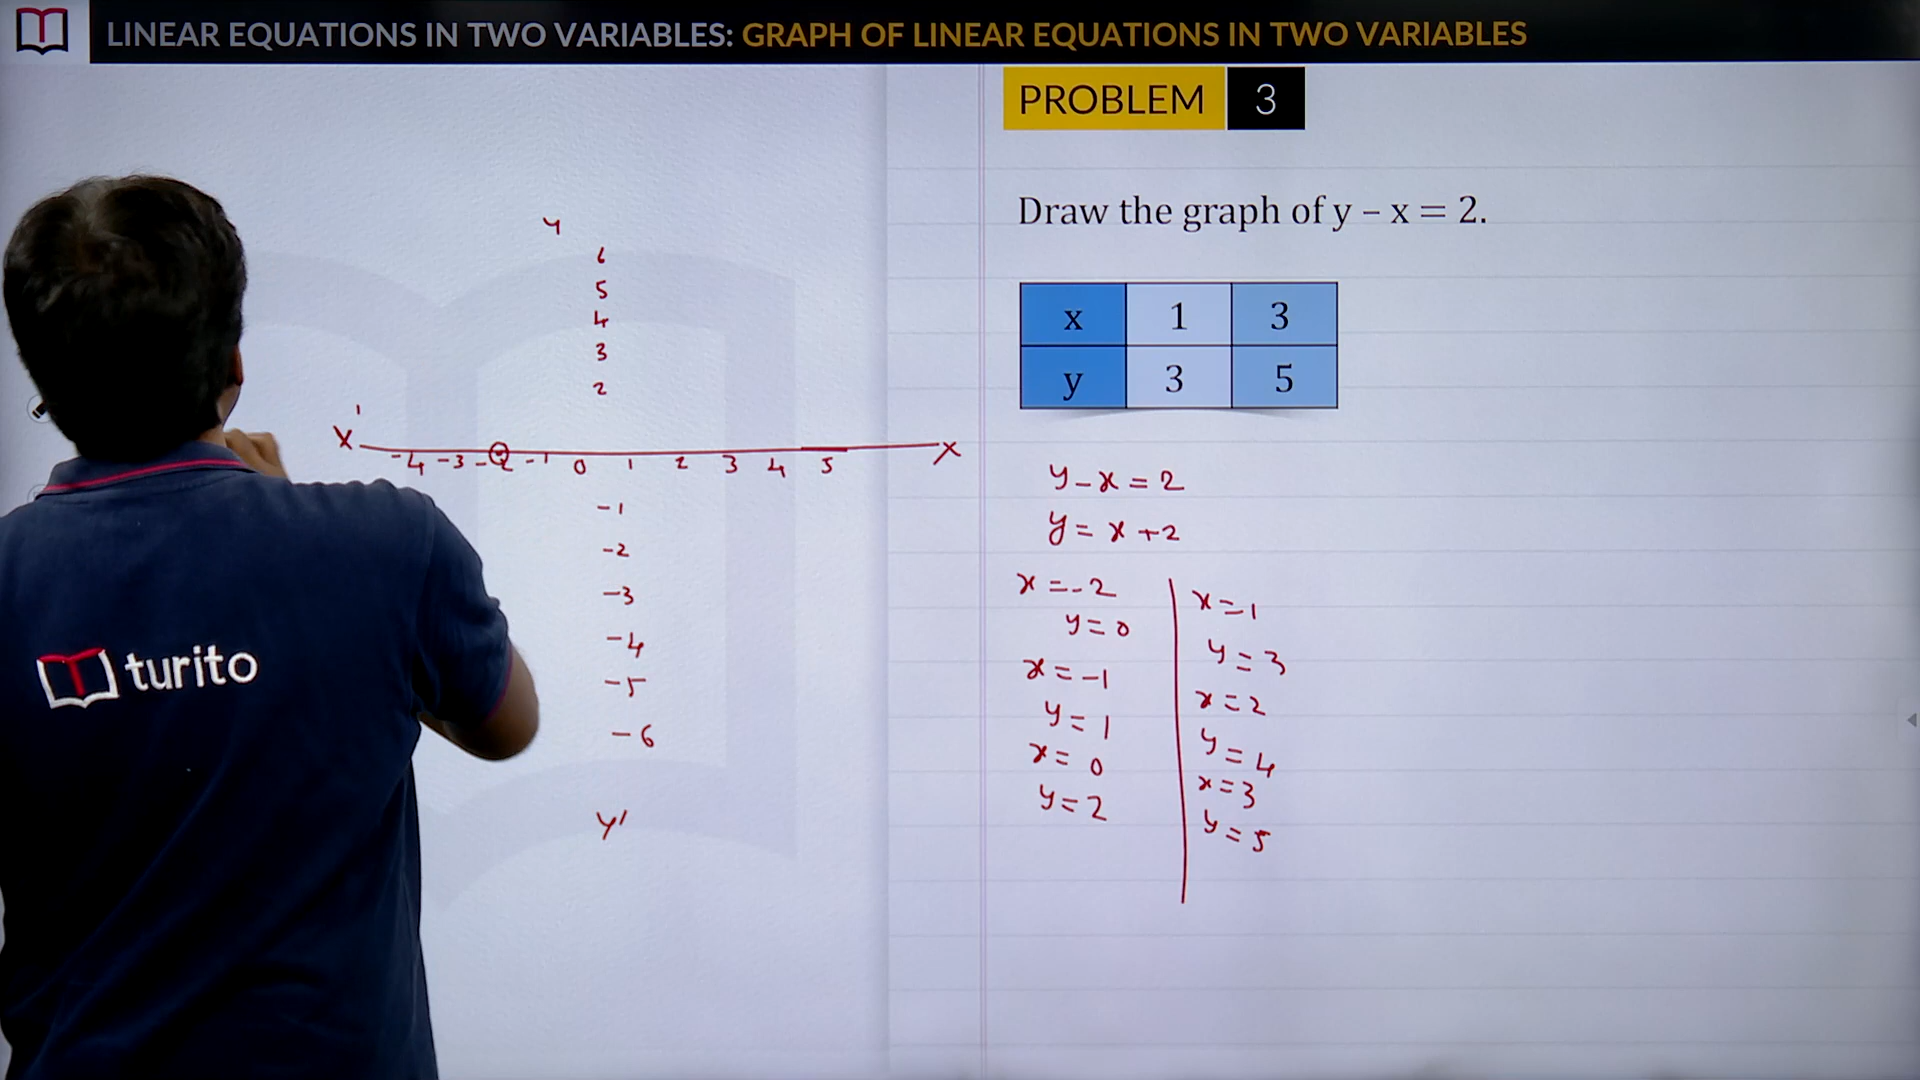 LINEAR EQUATIONS IN TWO VARIABLES: GRAPH OF LINEAR EQUATIONS IN TWO VARIABLES
PROBLEM 3
Draw the graph of y – x = 2.
x 1 3
y 3 5
y
6
5
4
3
2
X' X
-4 -3 -2 -1 0 1 2 3 4 5
-1
-2
-3
-4
-5
-6
y'
y - x = 2
y = x + 2
x = -2
y = 0
x = -1
y = 1
x = 0
y = 2
x = 1
y = 3
x = 2
y = 4
x = 3
y = 5
turito